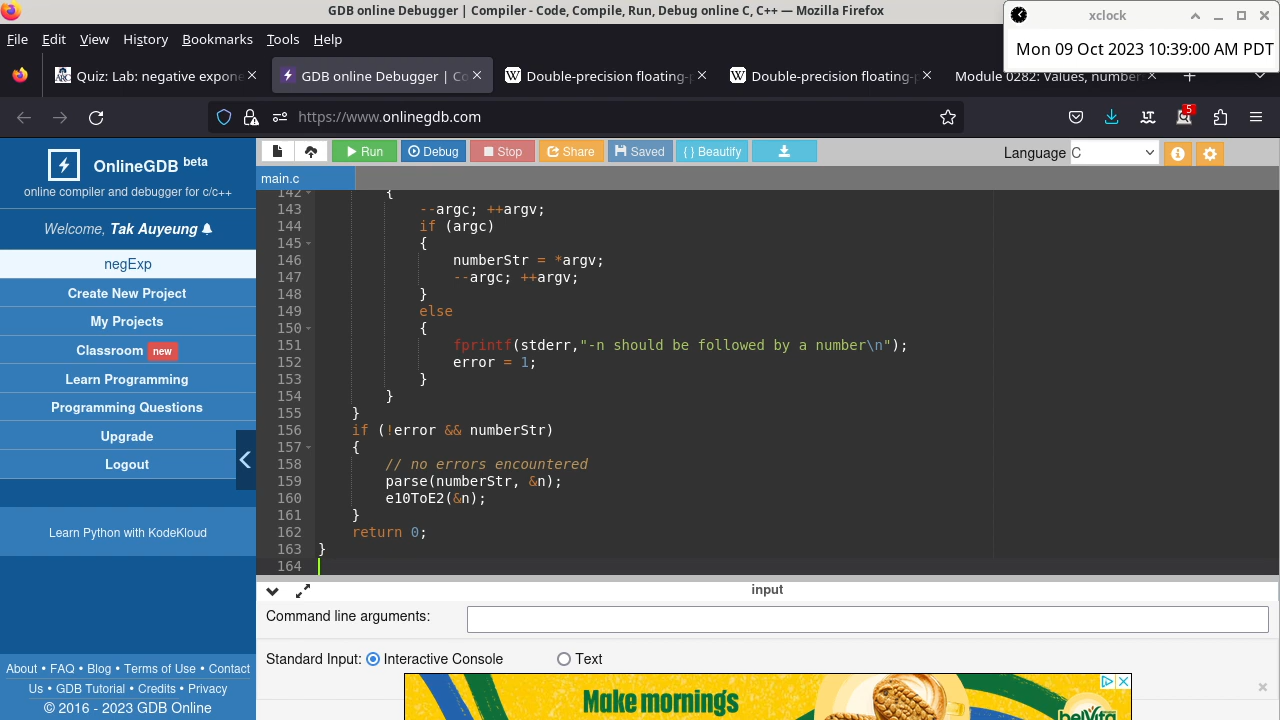 GDB online Debugger | Compiler - Code, Compile, Run, Debug online C, C++ — Mozilla Firefox
xclock
Mon 09 Oct 2023 10:39:00 AM PDT
File Edit View History Bookmarks Tools Help
Quiz: Lab: negative expone
GDB online Debugger | Co
Double-precision floating-
Double-precision floating-
Module 0282: Values, number
https://www.onlinegdb.com
5
OnlineGDB beta
online compiler and debugger for c/c++
Welcome, Tak Auyeung
negExp
Create New Project
My Projects
Classroom new
Learn Programming
Programming Questions
Upgrade
Logout
Learn Python with KodeKloud
About • FAQ • Blog • Terms of Use • Contact
Us • GDB Tutorial • Credits • Privacy
© 2016 - 2023 GDB Online
Run Debug Stop Share Saved { } Beautify
Language C
main.c
142 {
143 --argc; ++argv;
144 if (argc)
145 {
146 numberStr = *argv;
147 --argc; ++argv;
148 }
149 else
150 {
151 fprintf(stderr,"-n should be followed by a number\n");
152 error = 1;
153 }
154 }
155 }
156 if (!error && numberStr)
157 {
158 // no errors encountered
159 parse(numberStr, &n);
160 e10ToE2(&n);
161 }
162 return 0;
163 }
164
input
Command line arguments:
Standard Input: Interactive Console Text
Make mornings
belVita